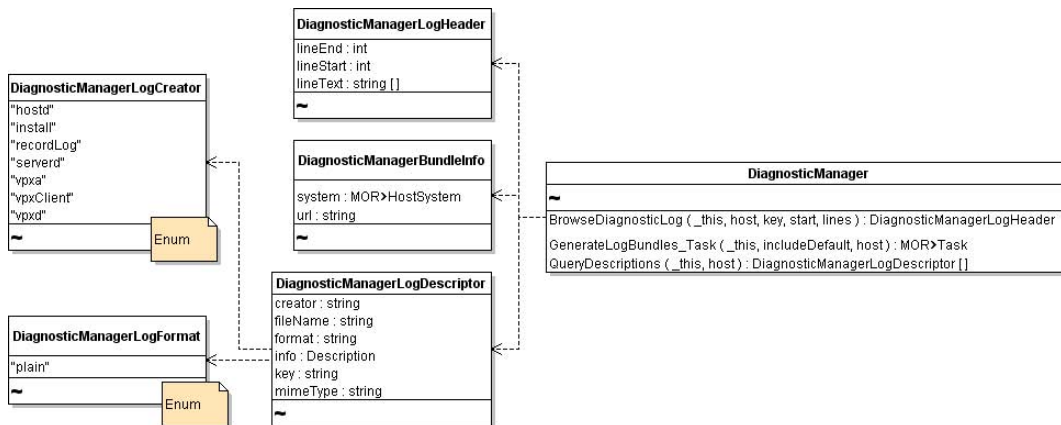 DiagnosticManagerLogHeader
lineEnd : int
lineStart : int
lineText : string [ ]
~
DiagnosticManagerLogCreator
"hostd"
"install"
"recordLog"
"serverd"
"vpxa"
"vpxClient"
"vpxd"
~
Enum
DiagnosticManagerBundleInfo
system : MOR>HostSystem
url : string
~
DiagnosticManager
~
BrowseDiagnosticLog ( _this, host, key, start, lines ) : DiagnosticManagerLogHeader
GenerateLogBundles_Task ( _this, includeDefault, host ) : MOR>Task
QueryDescriptions ( _this, host ) : DiagnosticManagerLogDescriptor [ ]
DiagnosticManagerLogDescriptor
creator : string
fileName : string
format : string
info : Description
key : string
mimeType : string
~
DiagnosticManagerLogFormat
"plain"
~
Enum